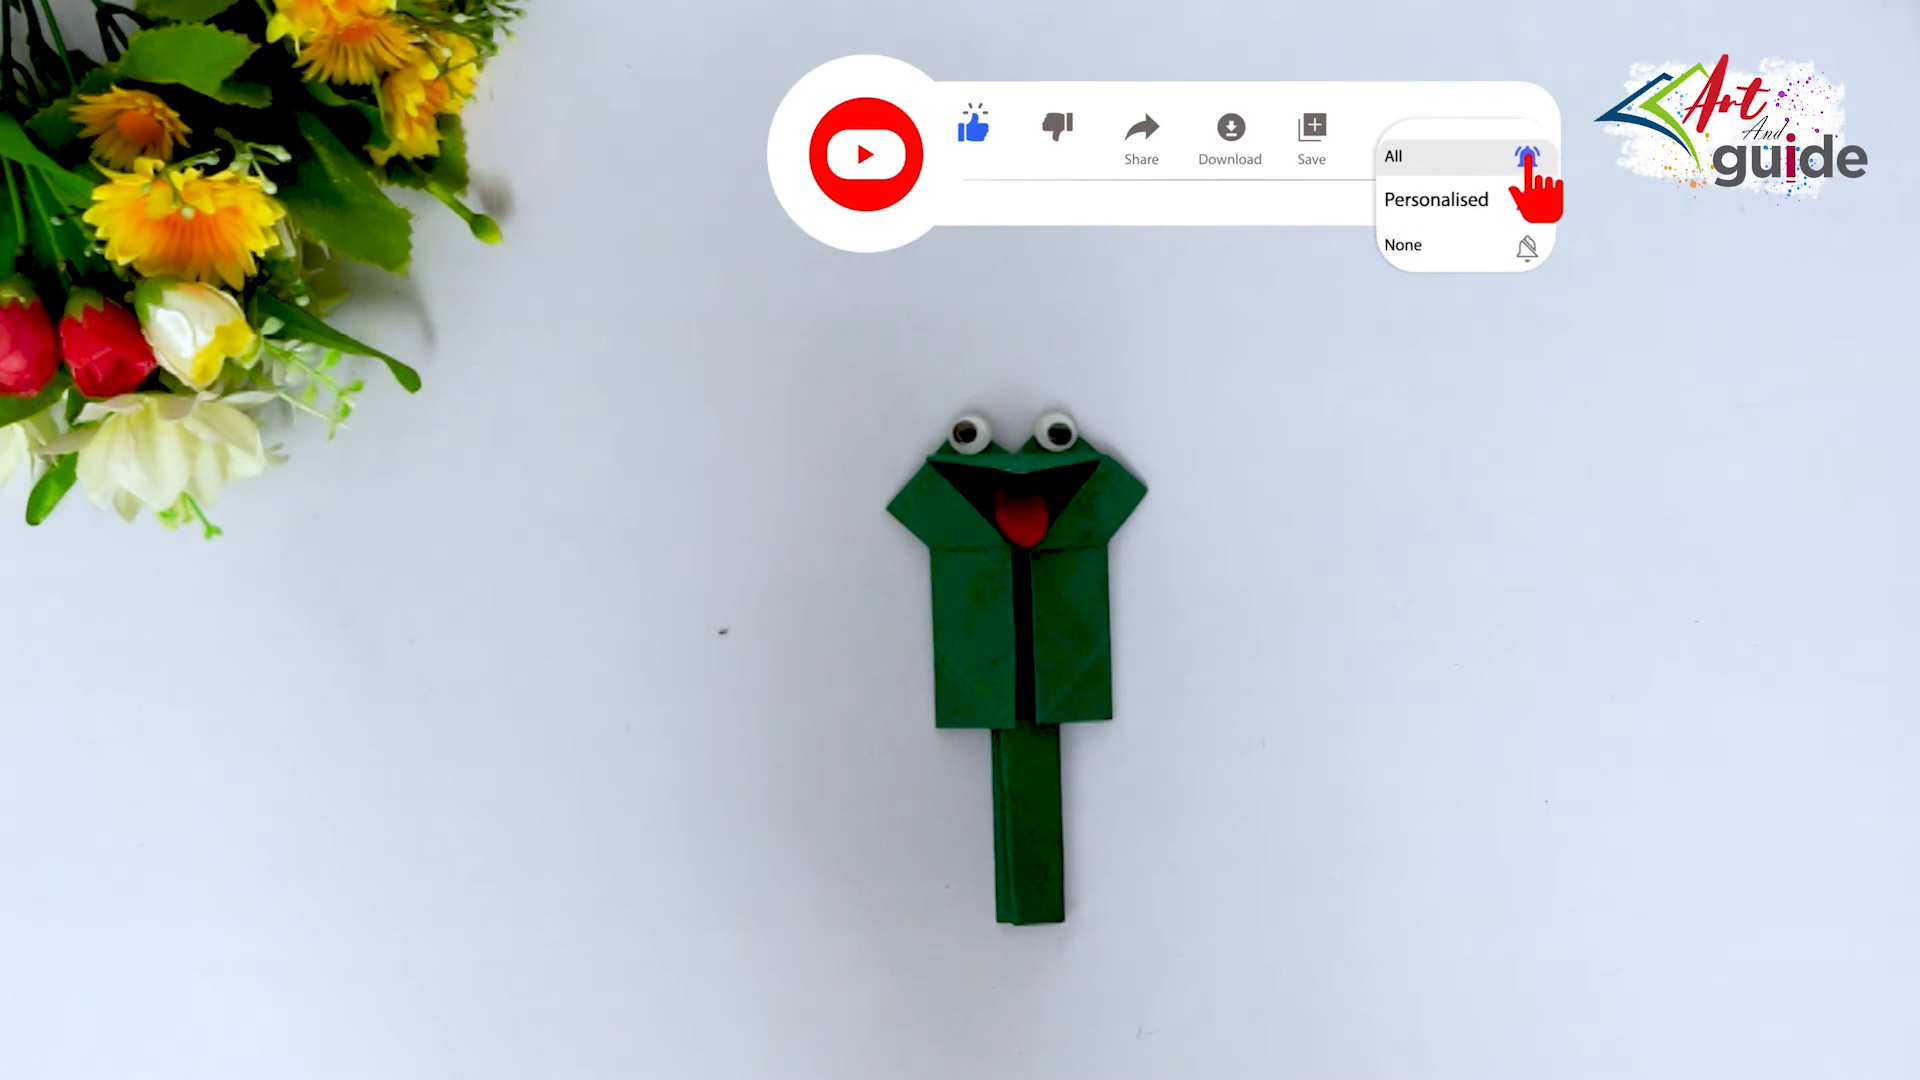 Share
Download
Save
All
Personalised
None
Art
And
guide